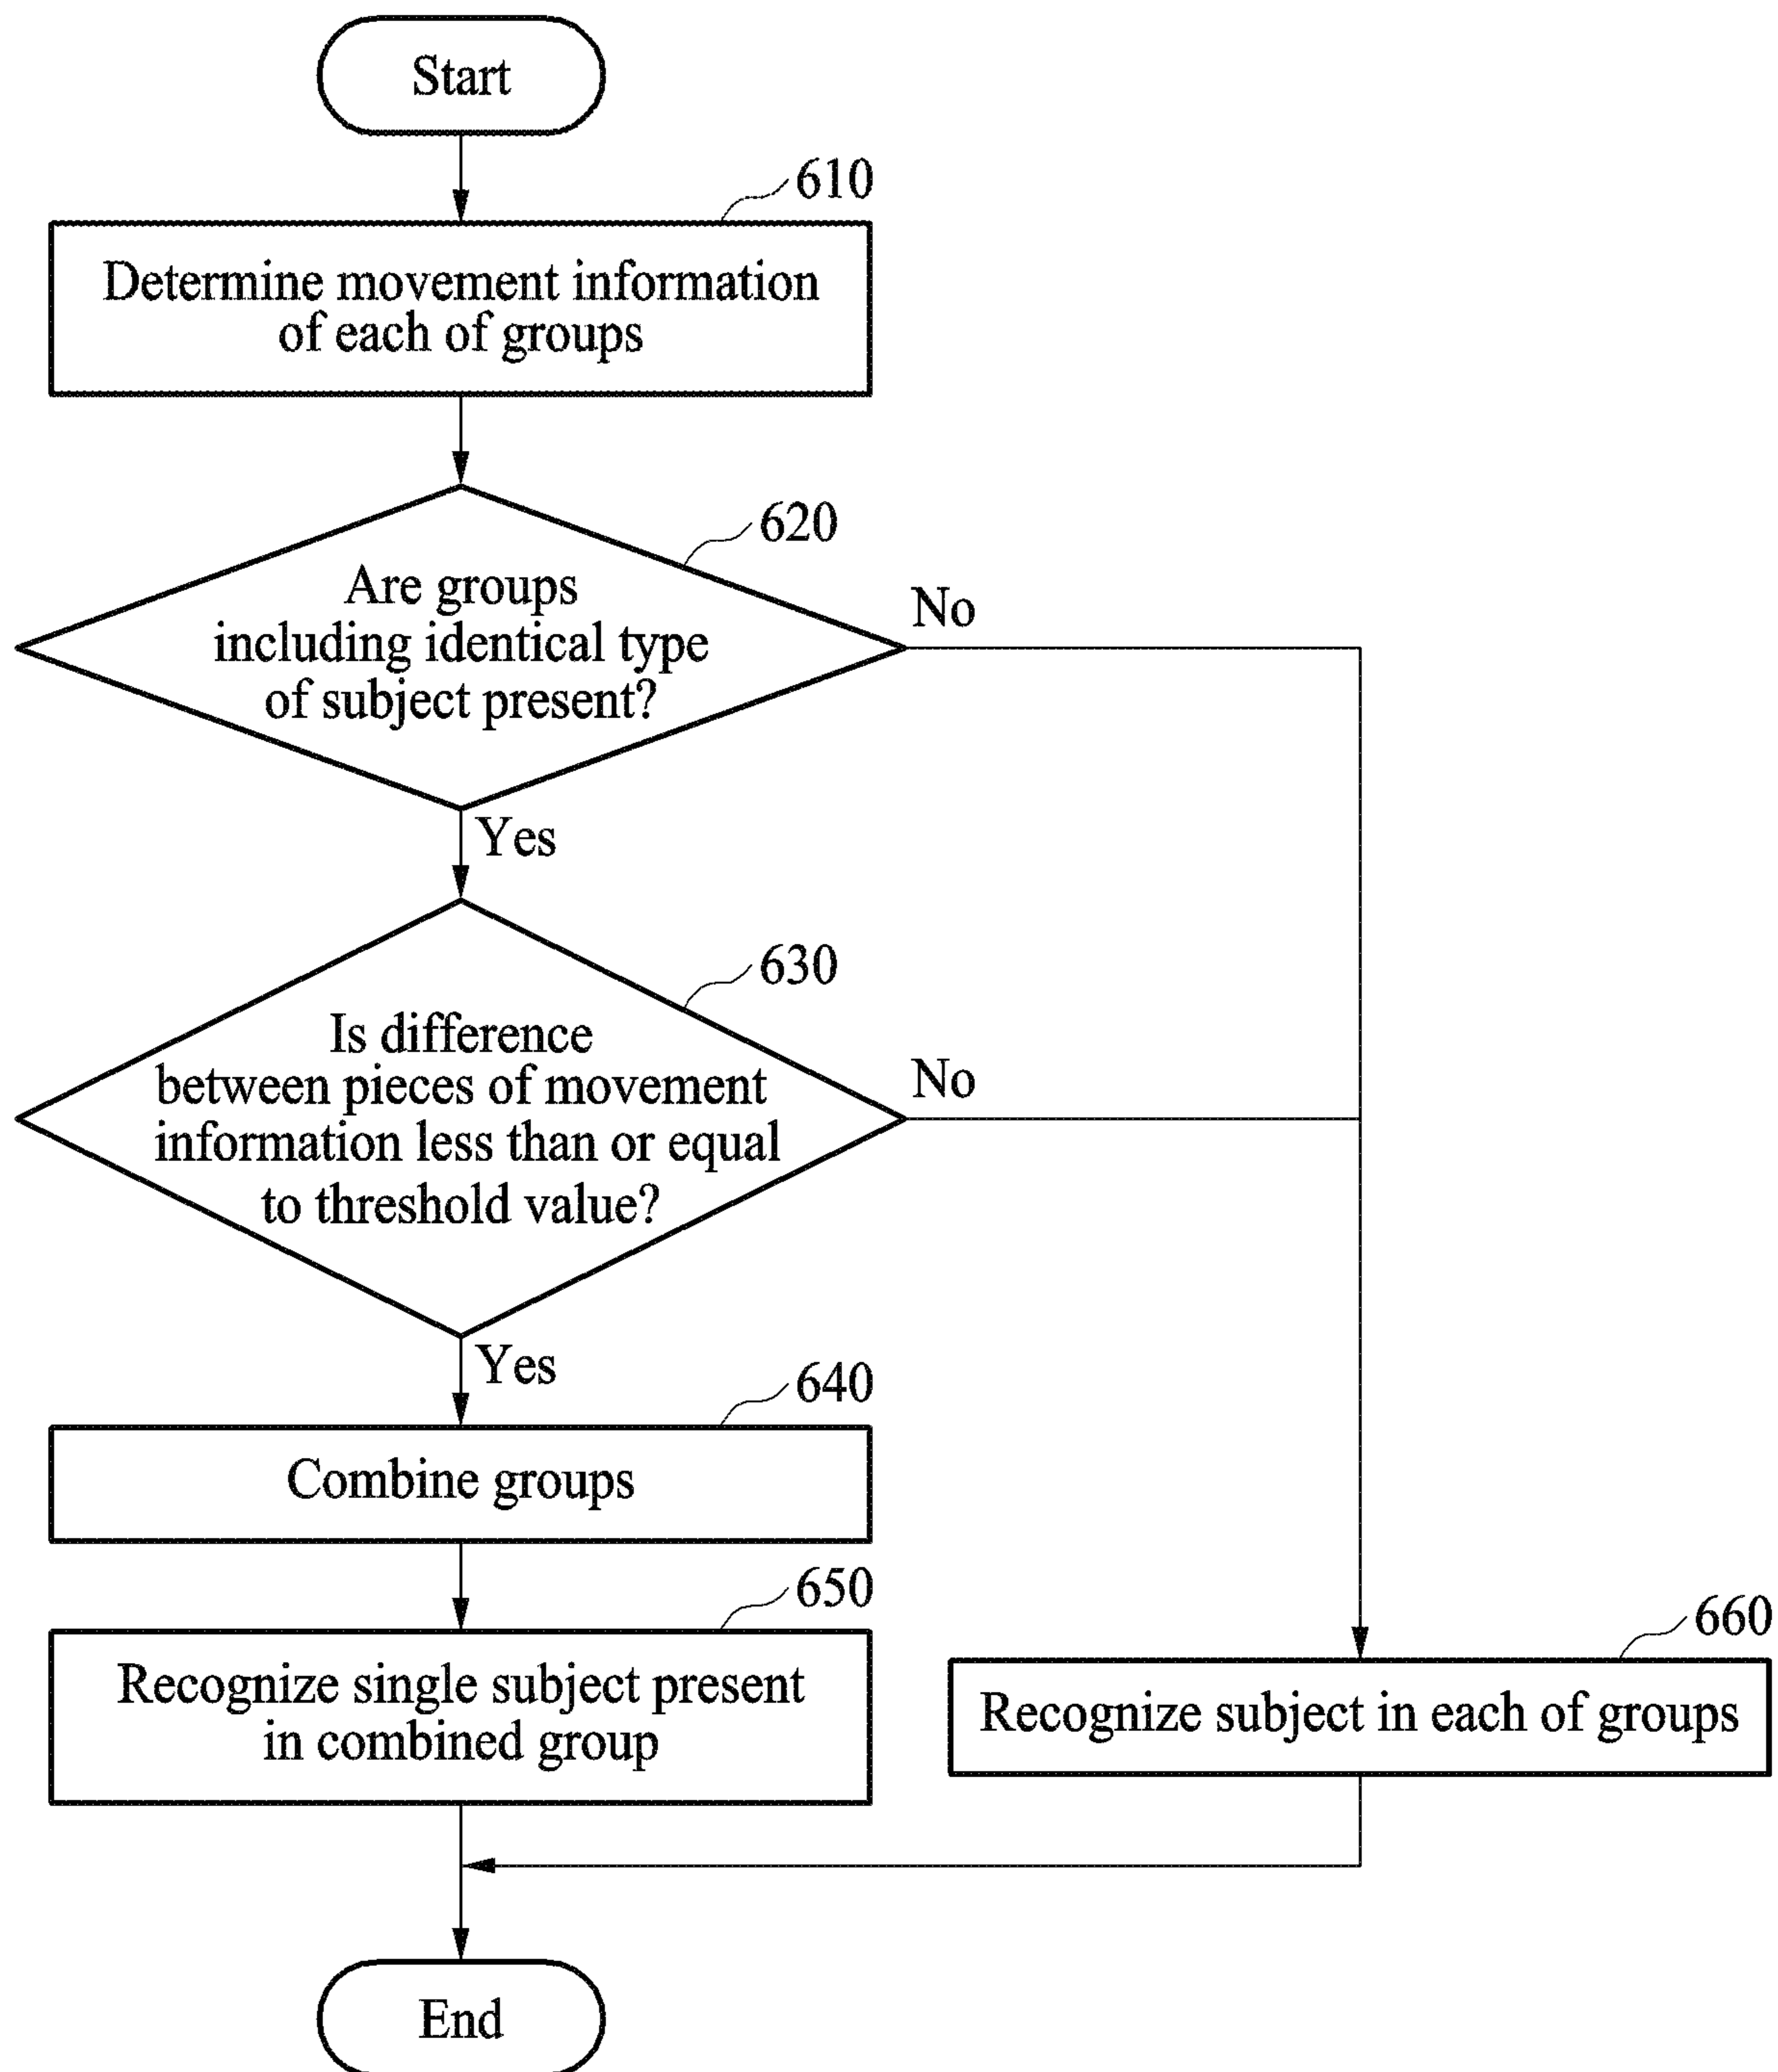 Start
610
Determine movement information
of each of groups
620
Are groups
including identical type
of subject present?
No
Yes
630
Is difference
between pieces of movement
information less than or equal
to threshold value?
No
Yes
640
Combine groups
650
Recognize single subject present
in combined group
660
Recognize subject in each of groups
End